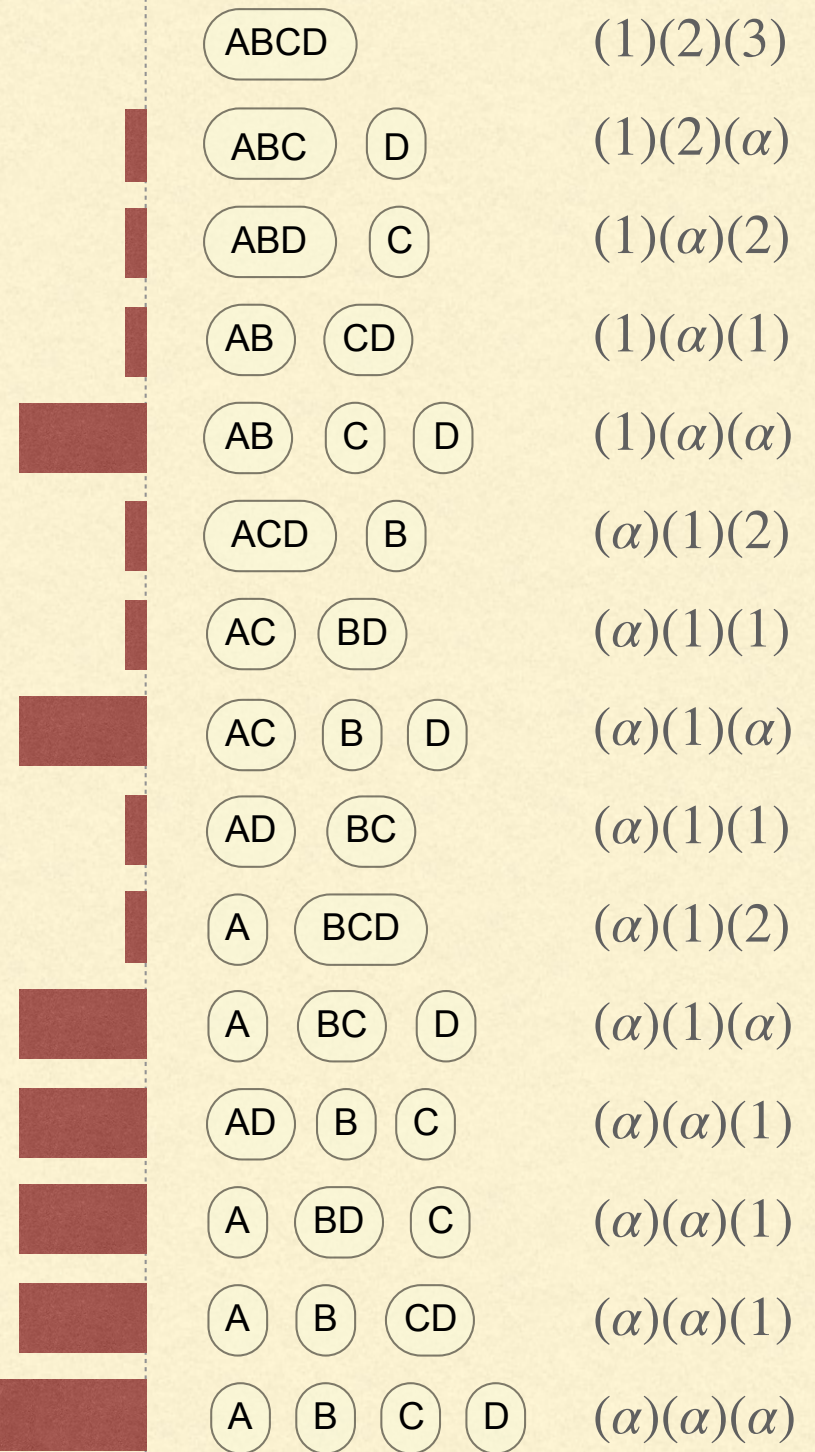 ABCD (1)(2)(3)
ABC D (1)(2)(α)
ABD C (1)(α)(2)
AB CD (1)(α)(1)
AB C D (1)(α)(α)
ACD B (α)(1)(2)
AC BD (α)(1)(1)
AC B D (α)(1)(α)
AD BC (α)(1)(1)
A BCD (α)(1)(2)
A BC D (α)(1)(α)
AD B C (α)(α)(1)
A BD C (α)(α)(1)
A B CD (α)(α)(1)
A B C D (α)(α)(α)